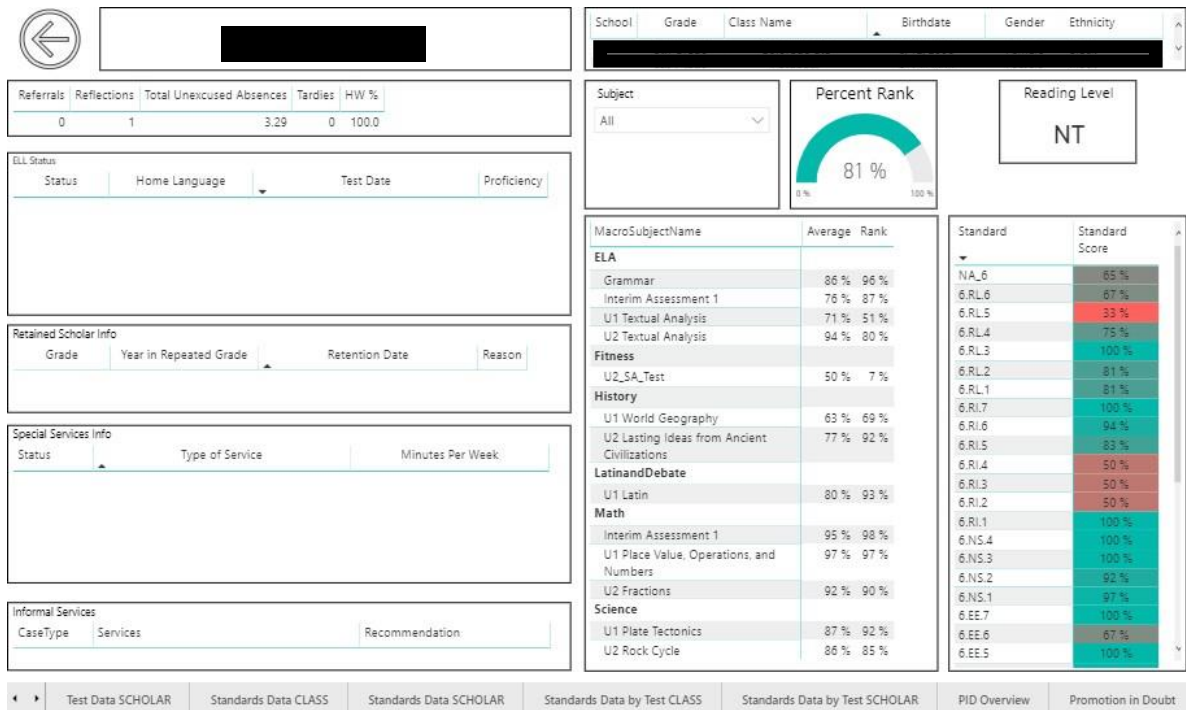 School Grade Class Name Birthdate Gender Ethnicity
Referrals Reflections Total Unexcused Absences Tardies HW %
0 1 3.29 0 100.0
Subject
All
Percent Rank
81 %
0 % 100 %
Reading Level
NT
ELL Status
Status Home Language Test Date Proficiency
Retained Scholar Info
Grade Year in Repeated Grade Retention Date Reason
Special Services Info
Status Type of Service Minutes Per Week
Informal Services
CaseType Services Recommendation
MacroSubjectName Average Rank
ELA
Grammar 86 % 96 %
Interim Assessment 1 76 % 87 %
U1 Textual Analysis 71 % 51 %
U2 Textual Analysis 94 % 80 %
Fitness
U2_SA_Test 50 % 7 %
History
U1 World Geography 63 % 69 %
U2 Lasting Ideas from Ancient 77 % 92 %
Civilizations
LatinandDebate
U1 Latin 80 % 93 %
Math
Interim Assessment 1 95 % 98 %
U1 Place Value, Operations, and 97 % 97 %
Numbers
U2 Fractions 92 % 90 %
Science
U1 Plate Tectonics 87 % 92 %
U2 Rock Cycle 86 % 85 %
Standard Standard
Score
NA_6 65 %
6.RL.6 67 %
6.RL.5 33 %
6.RL.4 75 %
6.RL.3 100 %
6.RL.2 81 %
6.RL.1 81 %
6.RI.7 100 %
6.RI.6 94 %
6.RI.5 83 %
6.RI.4 50 %
6.RI.3 50 %
6.RI.2 50 %
6.RI.1 100 %
6.NS.4 100 %
6.NS.3 100 %
6.NS.2 92 %
6.NS.1 97 %
6.EE.7 100 %
6.EE.6 67 %
6.EE.5 100 %
Test Data SCHOLAR Standards Data CLASS Standards Data SCHOLAR Standards Data by Test CLASS Standards Data by Test SCHOLAR PID Overview Promotion in Doubt